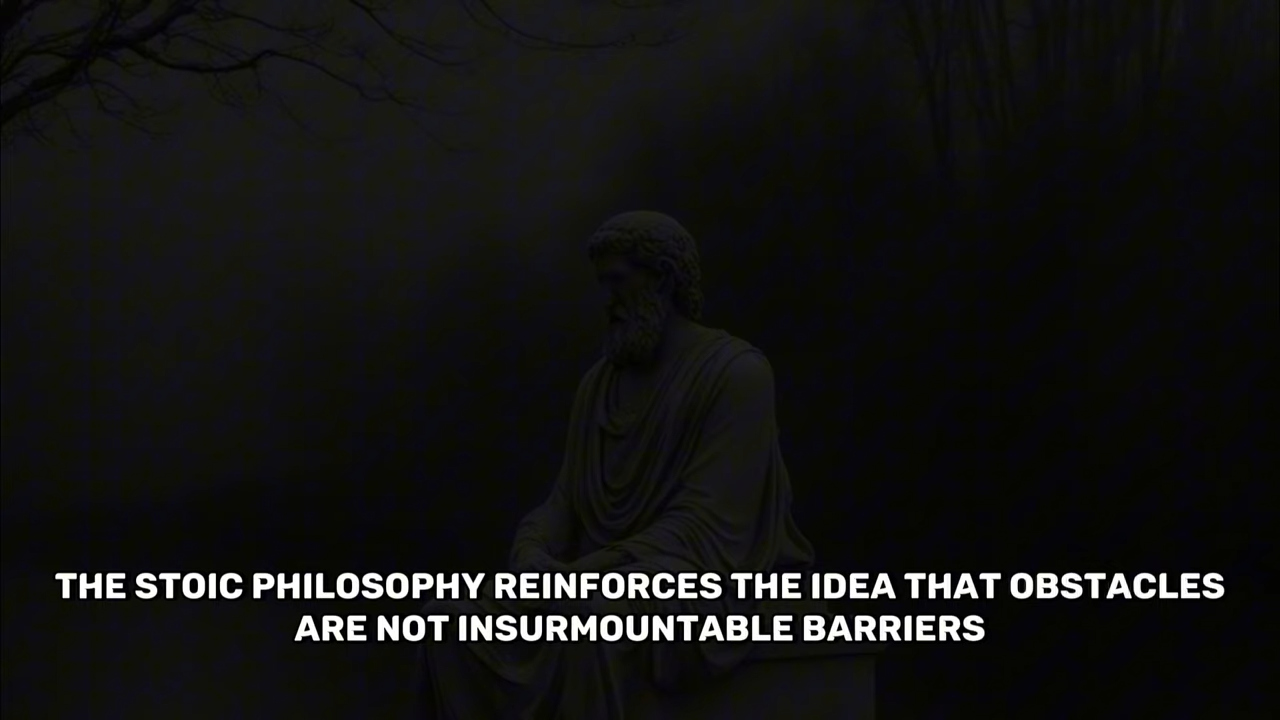 THE STOIC PHILOSOPHY REINFORCES THE IDEA THAT OBSTACLES
ARE NOT INSURMOUNTABLE BARRIERS